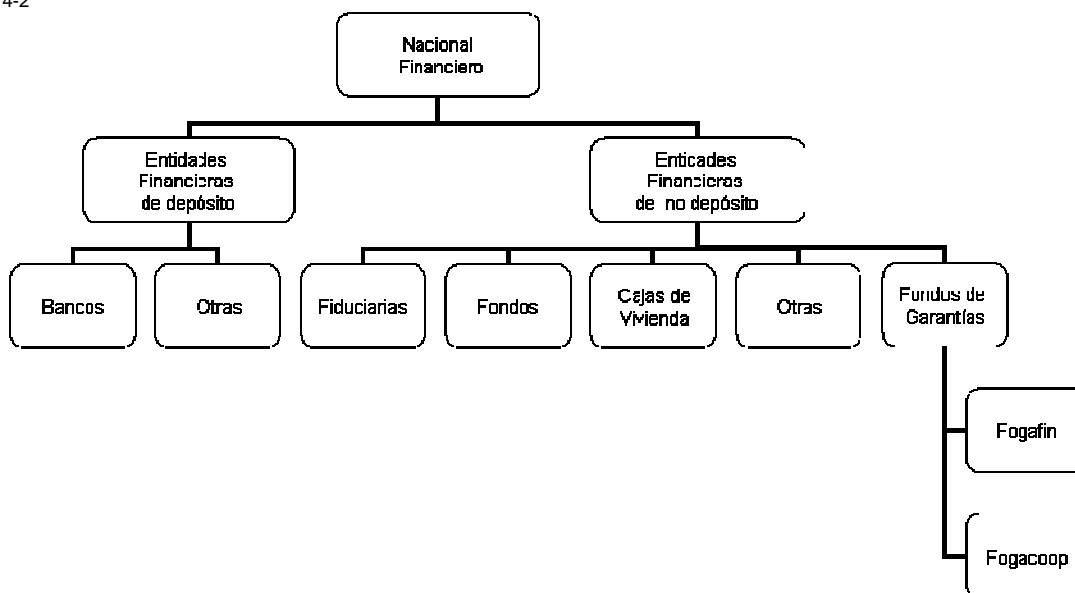 4-2
Nacional
Financiero
Entidades
Financieras
de depósito
Enticades
Financieras
de no depósito
Bancos
Otras
Fiduciarias
Fondos
Cajas de
Vivienda
Otras
Fundus de
Garantías
Fogafin
Fogacoop